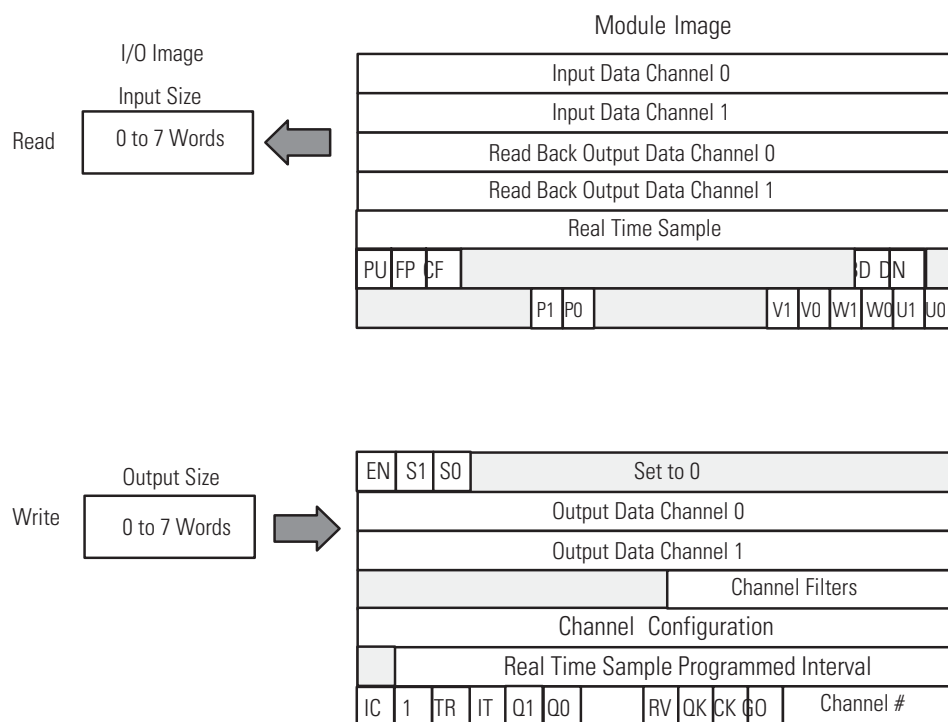 Module Image
I/O Image
Input Size
Read
0 to 7 Words
Input Data Channel 0
Input Data Channel 1
Read Back Output Data Channel 0
Read Back Output Data Channel 1
Real Time Sample
PU FP CF DN
P1 P0 V1 V0 W1 W0 U1 U0
Output Size
Write
0 to 7 Words
EN S1 S0 Set to 0
Output Data Channel 0
Output Data Channel 1
Channel Filters
Channel Configuration
Real Time Sample Programmed Interval
IC 1 TR IT Q1 Q0 RV QK CK GO Channel #